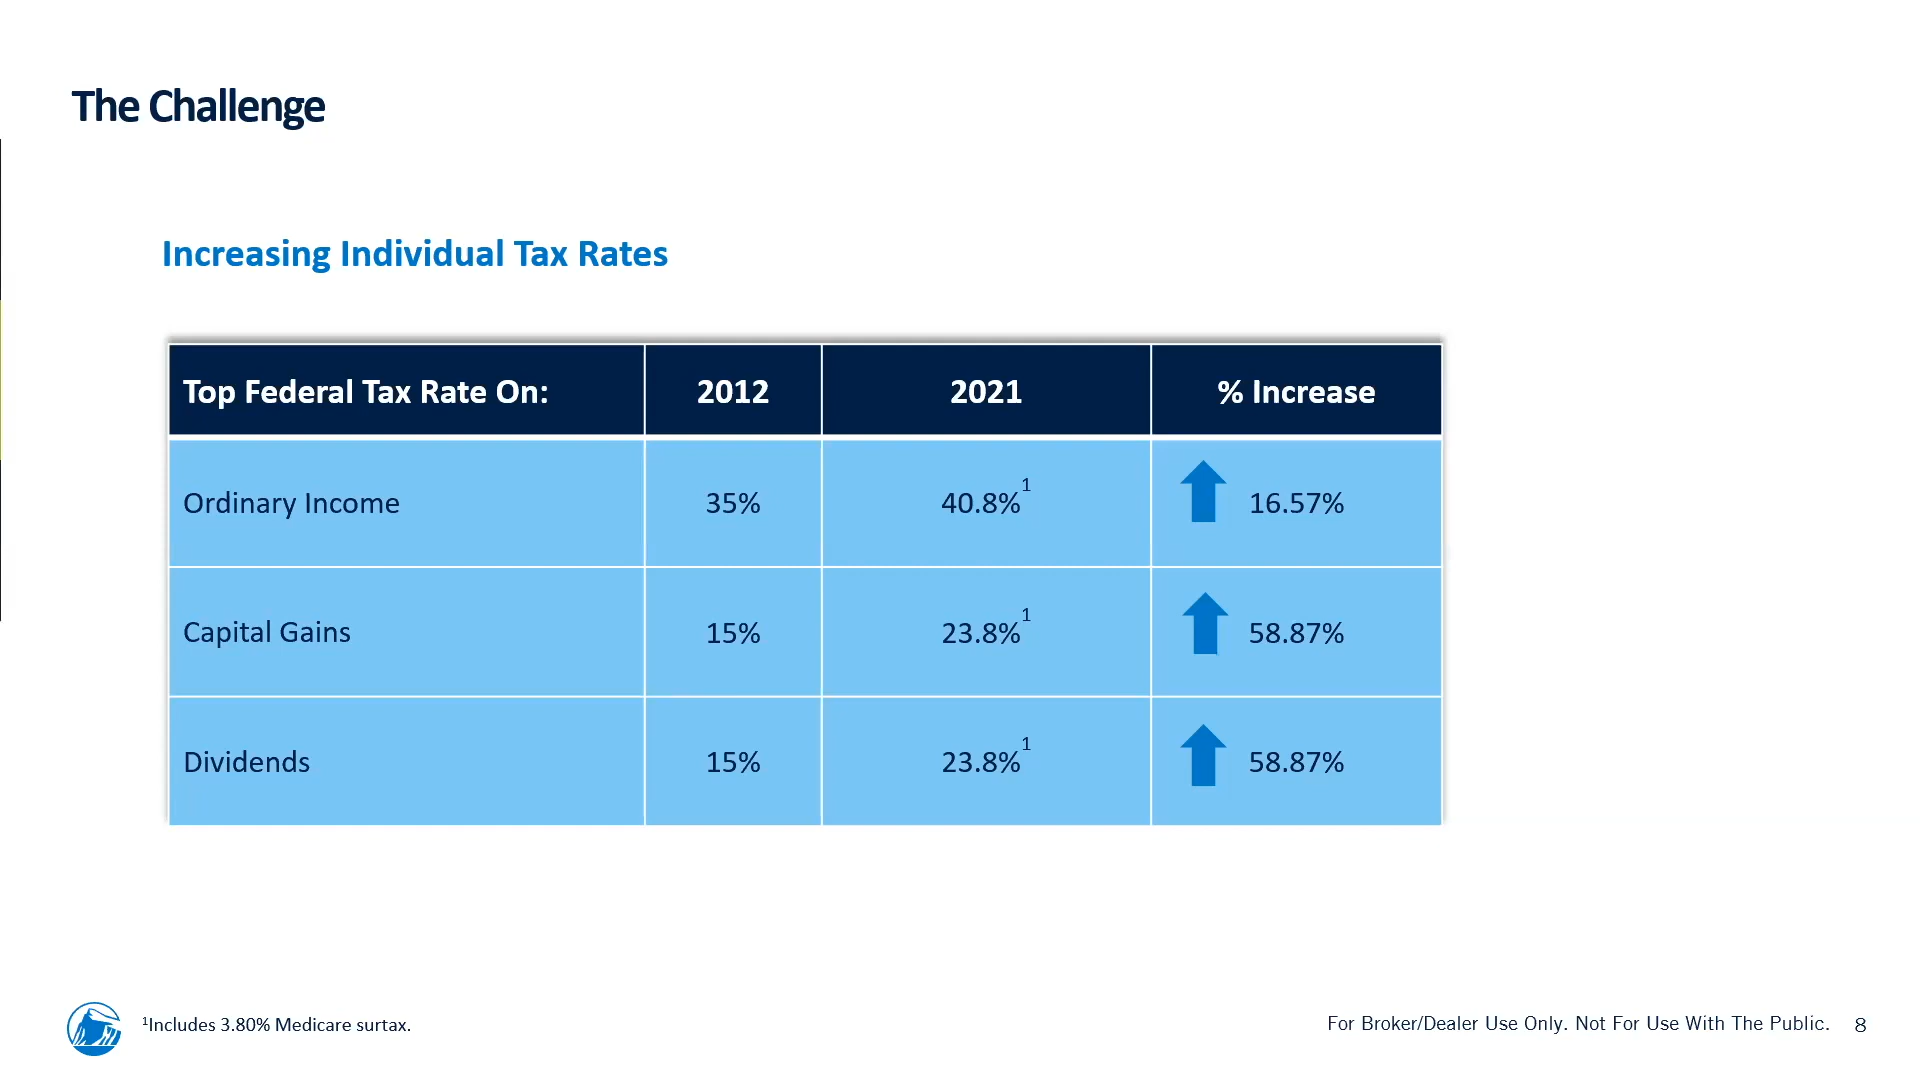 The Challenge
Increasing Individual Tax Rates
Top Federal Tax Rate On: 2012 2021 % Increase
Ordinary Income 35% 40.8%1 16.57%
Capital Gains 15% 23.8%1 58.87%
Dividends 15% 23.8%1 58.87%
1Includes 3.80% Medicare surtax.
For Broker/Dealer Use Only. Not For Use With The Public. 8